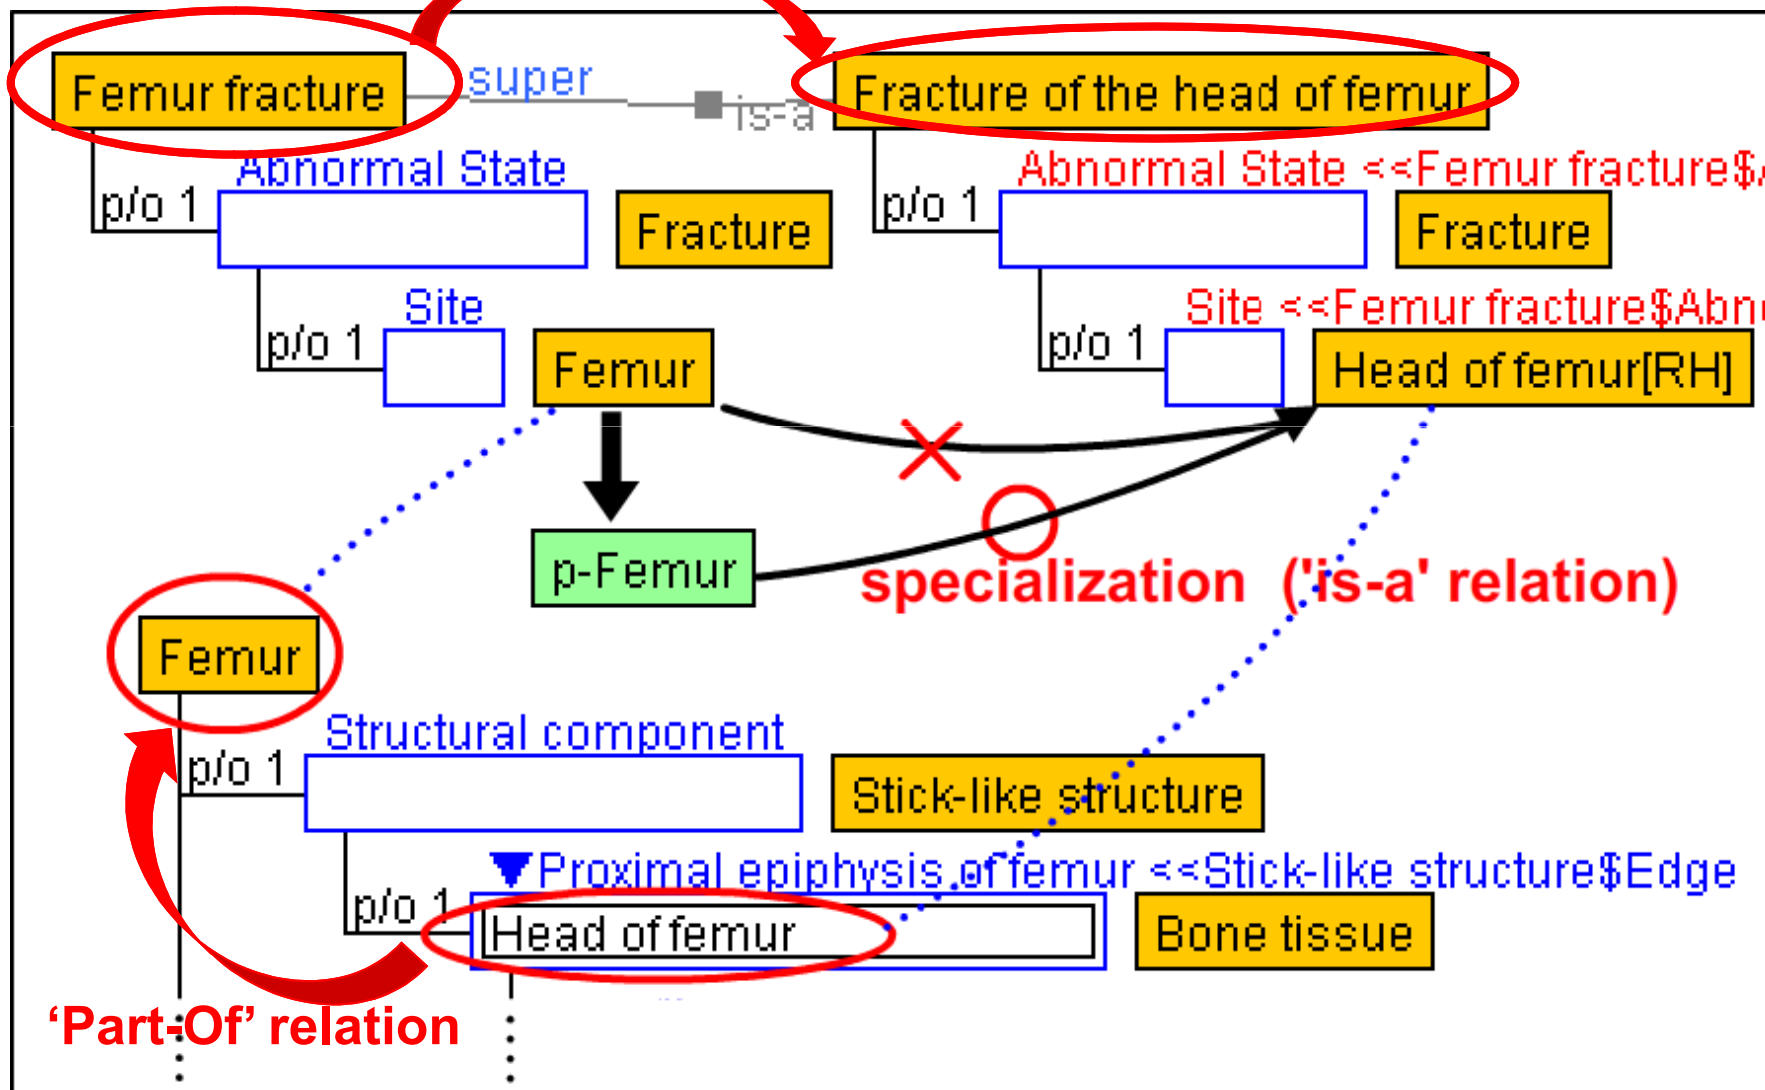 Femur fracture
super
is-a
Fracture of the head of femur
Abnormal State
Abnormal State <<Femur fracture$
p/o 1
Fracture
p/o 1
Fracture
Site
Site <<Femur fracture$Abn
p/o 1
Femur
p/o 1
Head of femur[RH]
p-Femur
specialization ('is-a' relation)
Femur
Structural component
p/o 1
Stick-like structure
▼Proximal epiphysis of femur <<Stick-like structure$Edge
p/o 1
Head of femur
Bone tissue
‘Part-Of’ relation